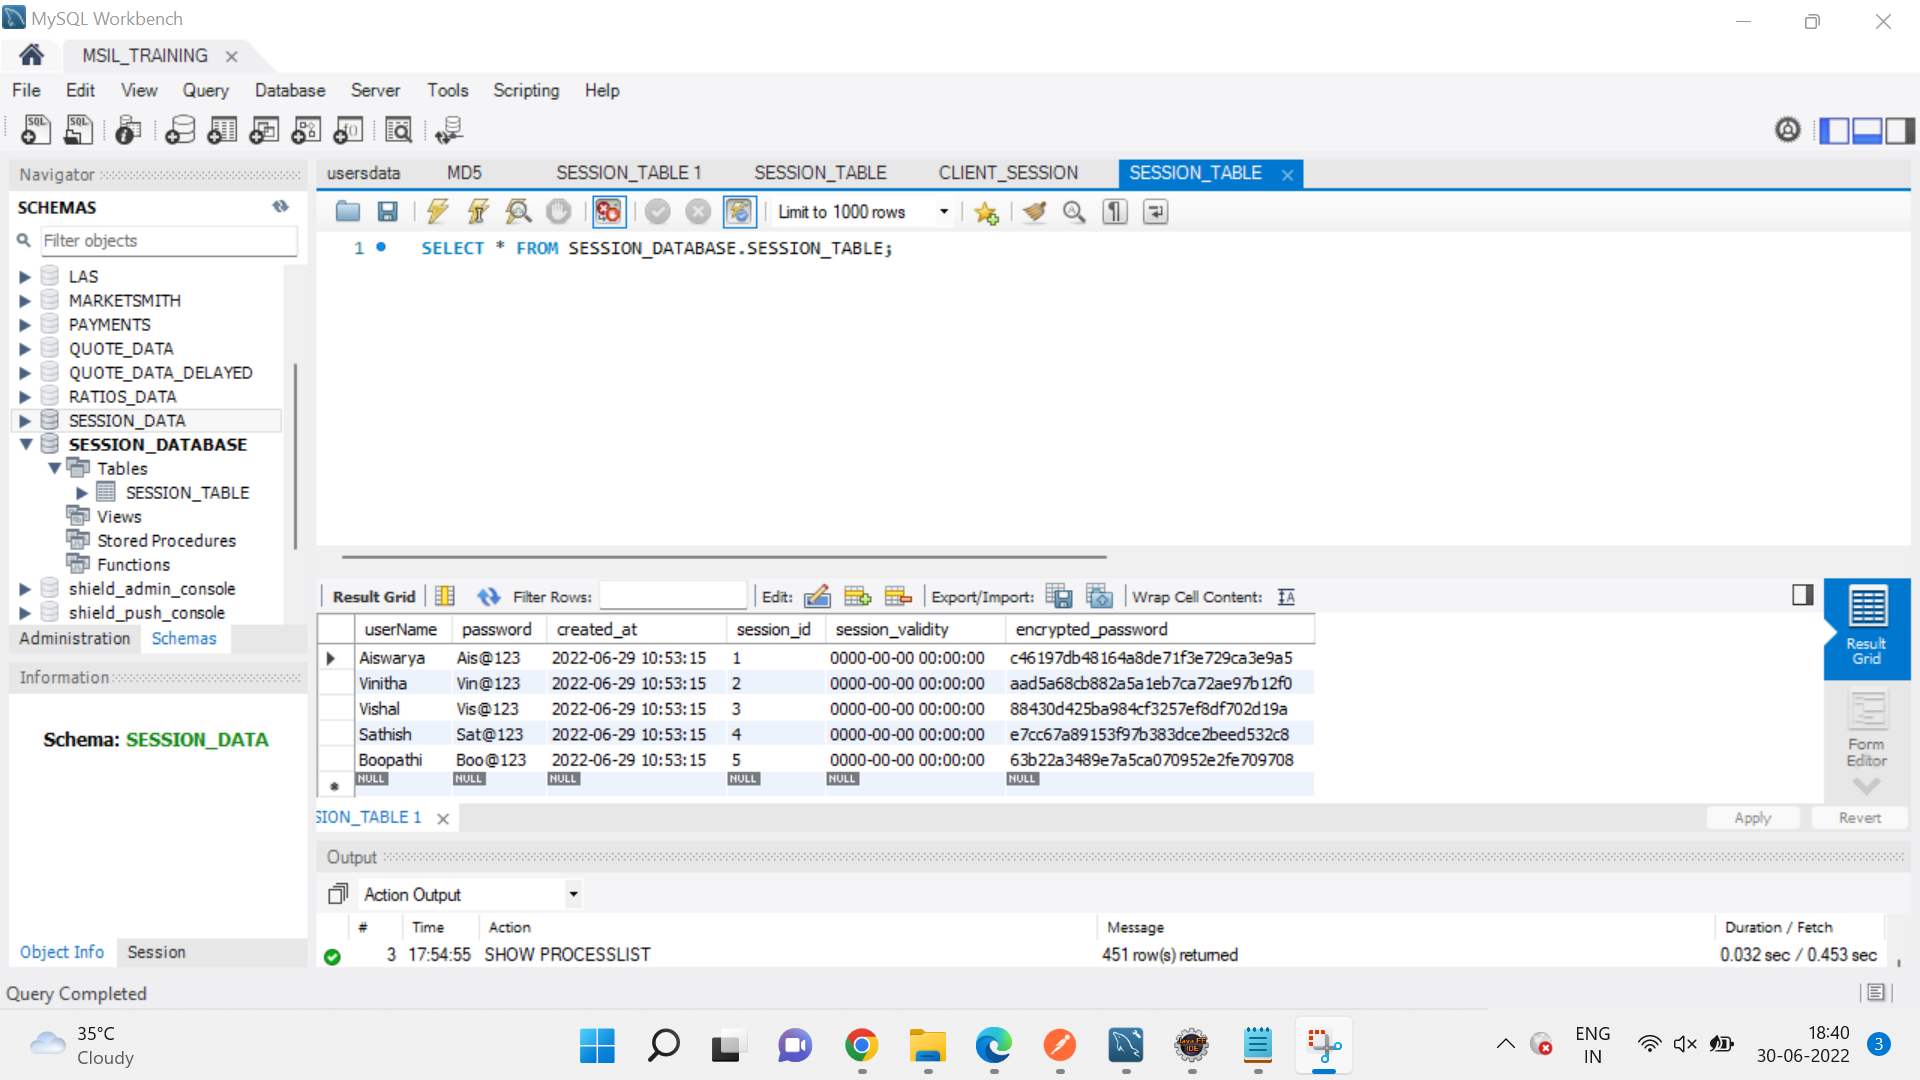 MySQL Workbench
MSIL_TRAINING
File Edit View Query Database Server Tools Scripting Help
Navigator
SCHEMAS
Filter objects
LAS
MARKETSMITH
PAYMENTS
QUOTE_DATA
QUOTE_DATA_DELAYED
RATIOS_DATA
SESSION_DATA
SESSION_DATABASE
Tables
SESSION_TABLE
Views
Stored Procedures
Functions
shield_admin_console
shield_push_console
Administration Schemas
Information
Schema: SESSION_DATA
Object Info Session
usersdata MD5 SESSION_TABLE 1 SESSION_TABLE CLIENT_SESSION SESSION_TABLE
Limit to 1000 rows
1 SELECT * FROM SESSION_DATABASE.SESSION_TABLE;
Result Grid Filter Rows: Edit: Export/Import: Wrap Cell Content:
userName password created_at session_id session_validity encrypted_password
Aiswarya Ais@123 2022-06-29 10:53:15 1 0000-00-00 00:00:00 c46197db48164a8de71f3e729ca3e9a5
Vinitha Vin@123 2022-06-29 10:53:15 2 0000-00-00 00:00:00 aad5a68cb882a5a1eb7ca72ae97b12f0
Vishal Vis@123 2022-06-29 10:53:15 3 0000-00-00 00:00:00 88430d425ba984cf3257ef8df702d19a
Sathish Sat@123 2022-06-29 10:53:15 4 0000-00-00 00:00:00 e7cc67a89153f97b383dce2beed532c8
Boopathi Boo@123 2022-06-29 10:53:15 5 0000-00-00 00:00:00 63b22a3489e7a5ca070952e2fe709708
NULL NULL NULL NULL NULL NULL
Result
Grid
Form
Editor
SION_TABLE 1
Apply Revert
Output
Action Output
# Time Action Message Duration / Fetch
3 17:54:55 SHOW PROCESSLIST 451 row(s) returned 0.032 sec / 0.453 sec
Query Completed
35°C
Cloudy
ENG
IN
18:40
30-06-2022
3